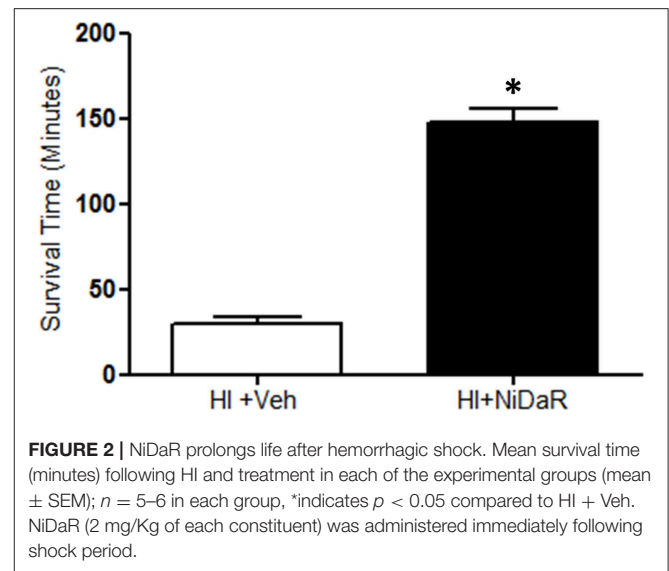 200
150
100
50
0
Survival Time (Minutes)
*
HI +Veh HI+NiDaR
FIGURE 2 | NiDaR prolongs life after hemorrhagic shock. Mean survival time
(minutes) following HI and treatment in each of the experimental groups (mean
± SEM); n = 5–6 in each group, *indicates p < 0.05 compared to HI + Veh.
NiDaR (2 mg/Kg of each constituent) was administered immediately following
shock period.